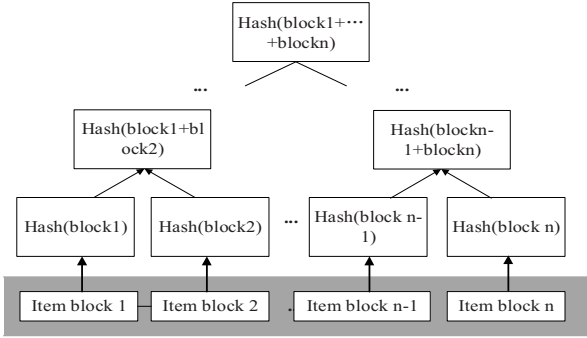 Hash(block1+···
+blockn)
... ...
Hash(block1+bl
ock2)
Hash(blockn-
1+blockn)
Hash(block1)
Hash(block2)
...
Hash(block n-
1)
Hash(block n)
Item block 1
Item block 2
..
Item block n-1
Item block n